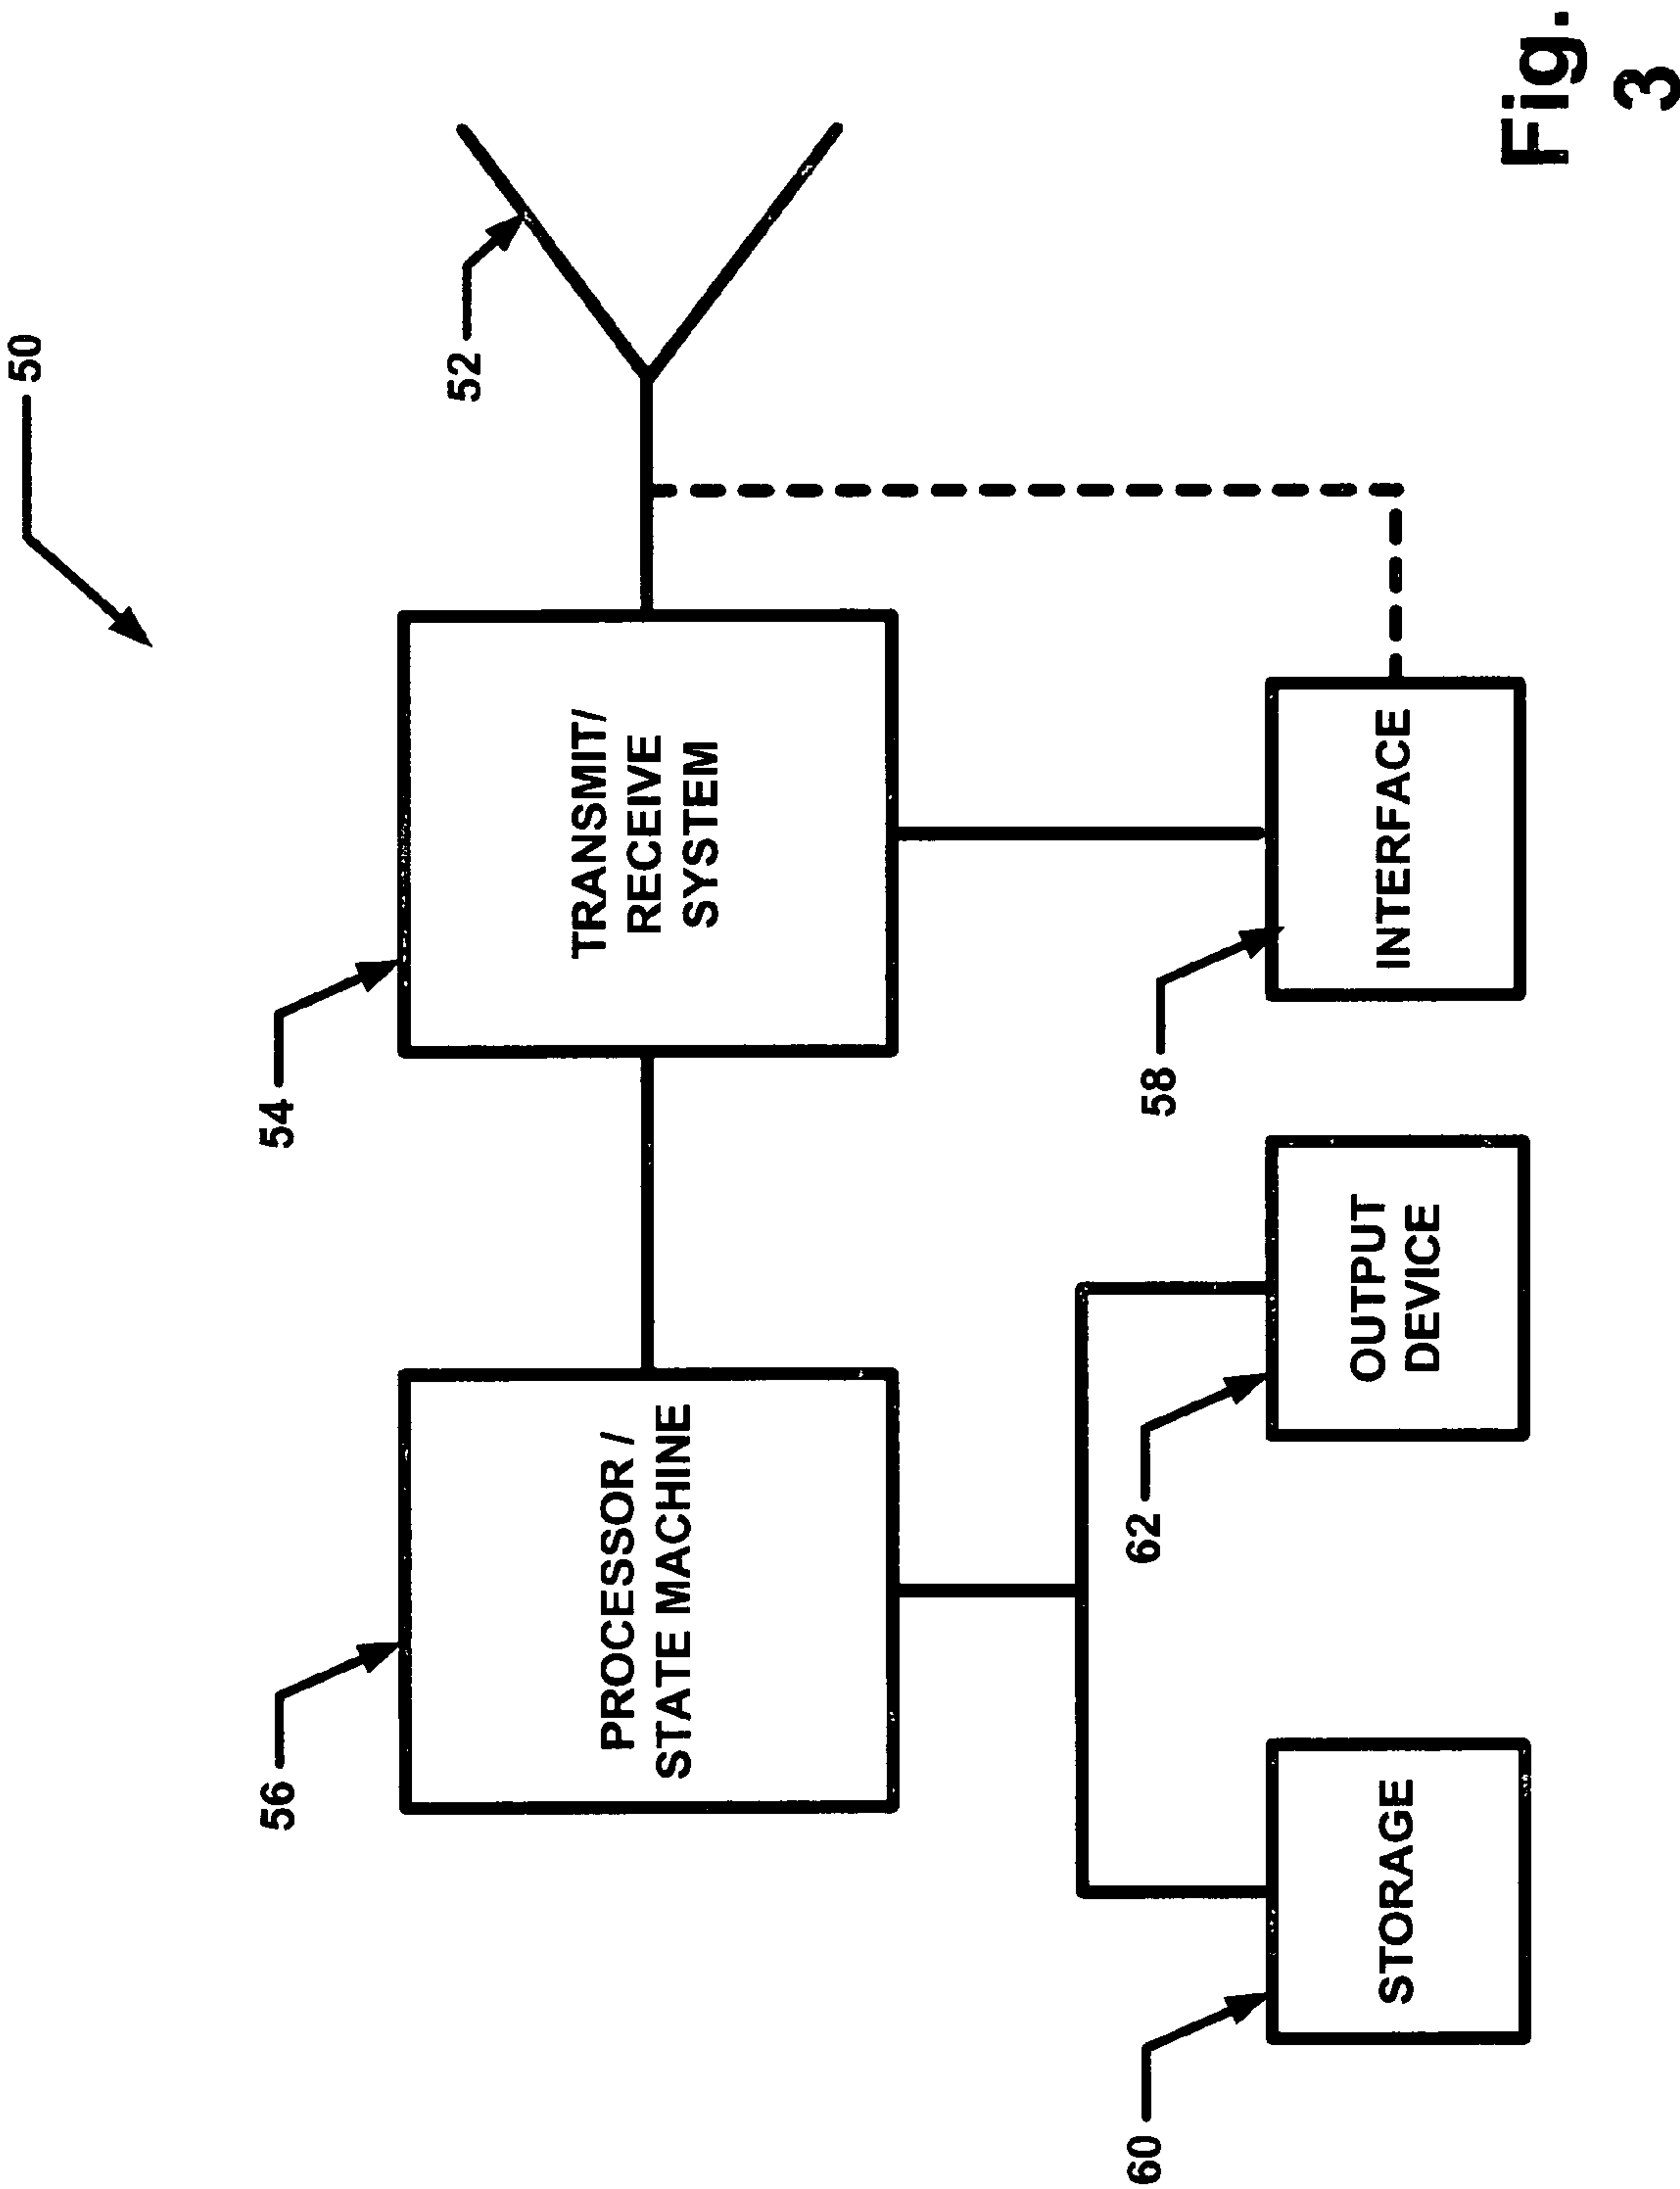 50
52
54
TRANSMIT/
RECEIVE
SYSTEM
56
PROCESSOR /
STATE MACHINE
58
INTERFACE
62
OUTPUT
DEVICE
60
STORAGE
Fig.
3